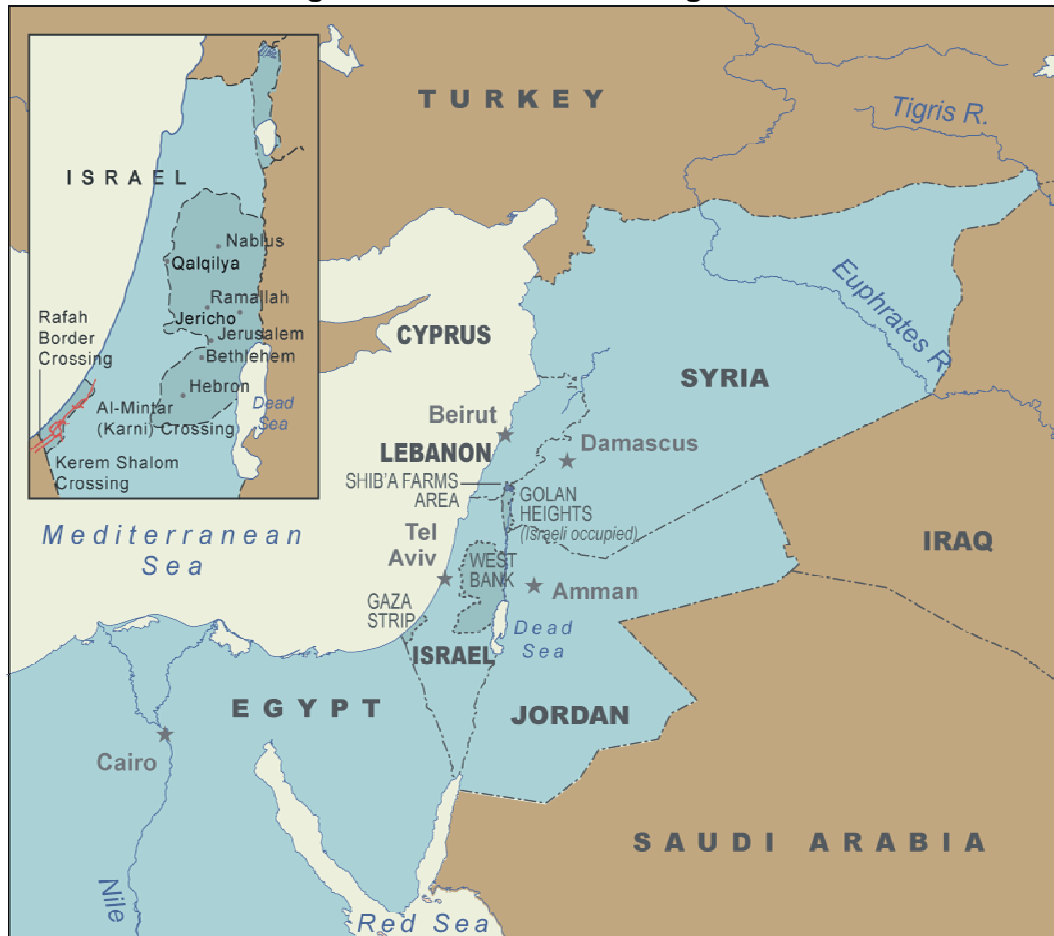 TURKEY
Tigris R.
ISRAEL
Nablus
Qalqilya
Ramallah
Jericho
Jerusalem
Bethlehem
Hebron
Dead
Sea
Rafah
Border
Crossing
Al-Mintar
(Karni) Crossing
Kerem Shalom
Crossing
Euphrates R.
CYPRUS
SYRIA
Beirut
LEBANON
Damascus
SHIB'A FARMS
AREA
GOLAN
HEIGHTS
(Israeli occupied)
Mediterranean
Sea
Tel
Aviv
WEST
BANK
IRAQ
Amman
GAZA
STRIP
Dead
Sea
ISRAEL
EGYPT
JORDAN
Cairo
SAUDI ARABIA
Nile
Red Sea